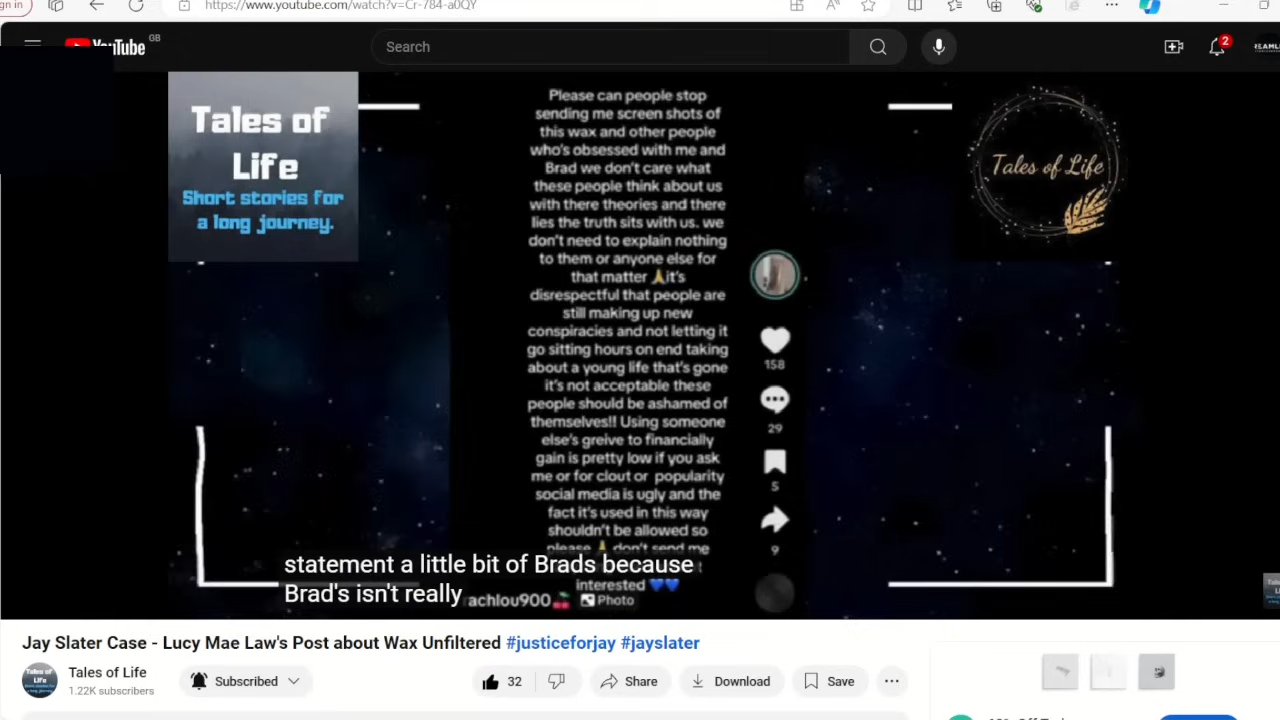 gn in
https://www.youtube.com/watch?v=Cr-784-a0QY
YouTube GB
Search
2
Tales of
Life
Short stories for
a long journey.
Tales of Life
Please can people stop
sending me screen shots of
this wax and other people
who's obsessed with me and
Brad we don't care what
these people think about us
with there theories and there
lies the truth sits with us. we
don't need to explain nothing
to them or anyone else for
that matter 🙏it's
disrespectful that people are
still making up new
conspiracies and not letting it
go sitting hours on end taking
about a young life that's gone
it's not acceptable these
people should be ashamed of
themselves!! Using someone
else's greive to financially
gain is pretty low if you ask
me or for clout or popularity
social media is ugly and the
fact it's used in this way
shouldn't be allowed so
please 🙏 don't send me
interested 💙💙
158
29
5
9
statement a little bit of Brads because
Brad's isn't really
achlou900🍒
Photo
Jay Slater Case - Lucy Mae Law's Post about Wax Unfiltered #justiceforjay #jayslater
Tales of Life
1.22K subscribers
Subscribed
32
Share
Download
Save